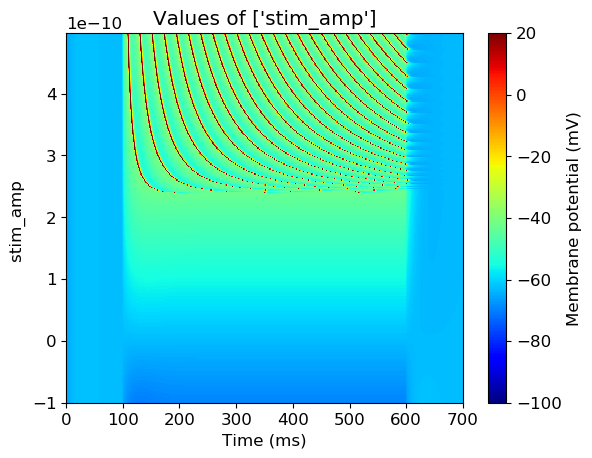 Values of ['stim_amp']
1e−10
4
3
2
1
0
−1
stim_amp
0 100 200 300 400 500 600 700
Time (ms)
20
0
−20
−40
−60
−80
−100
Membrane potential (mV)